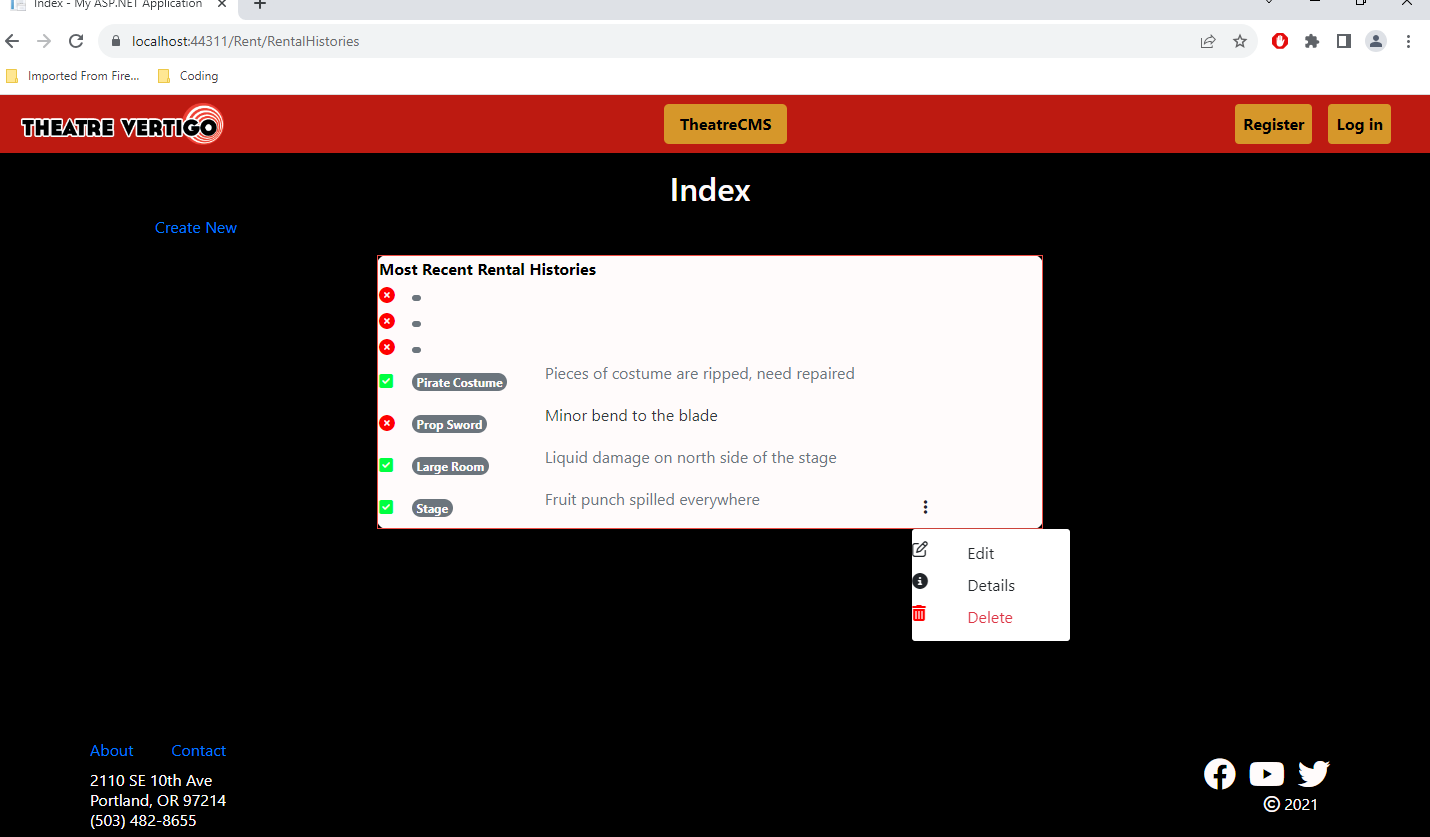 Index - My ASP.NET Application
localhost:44311/Rent/RentalHistories
Imported From Fire... Coding
THEATRE VERTIGO TheatreCMS Register Log in
Index
Create New
Most Recent Rental Histories
Pirate Costume Pieces of costume are ripped, need repaired
Prop Sword Minor bend to the blade
Large Room Liquid damage on north side of the stage
Stage Fruit punch spilled everywhere
Edit
Details
Delete
About Contact
2110 SE 10th Ave
Portland, OR 97214
(503) 482-8655
© 2021